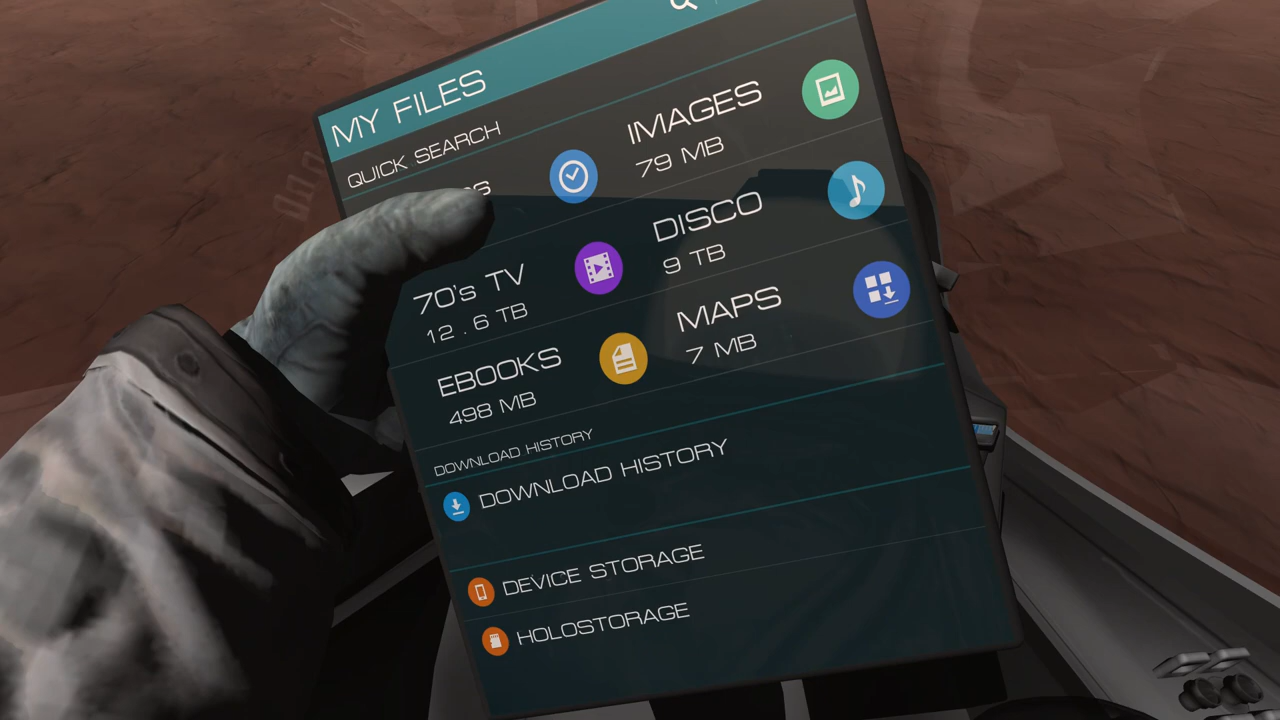 MY FILES
QUICK SEARCH
IMAGES
79 MB
70's TV
12 . 6 TB
DISCO
9 TB
EBOOKS
498 MB
MAPS
7 MB
DOWNLOAD HISTORY
DOWNLOAD HISTORY
DEVICE STORAGE
HOLOSTORAGE